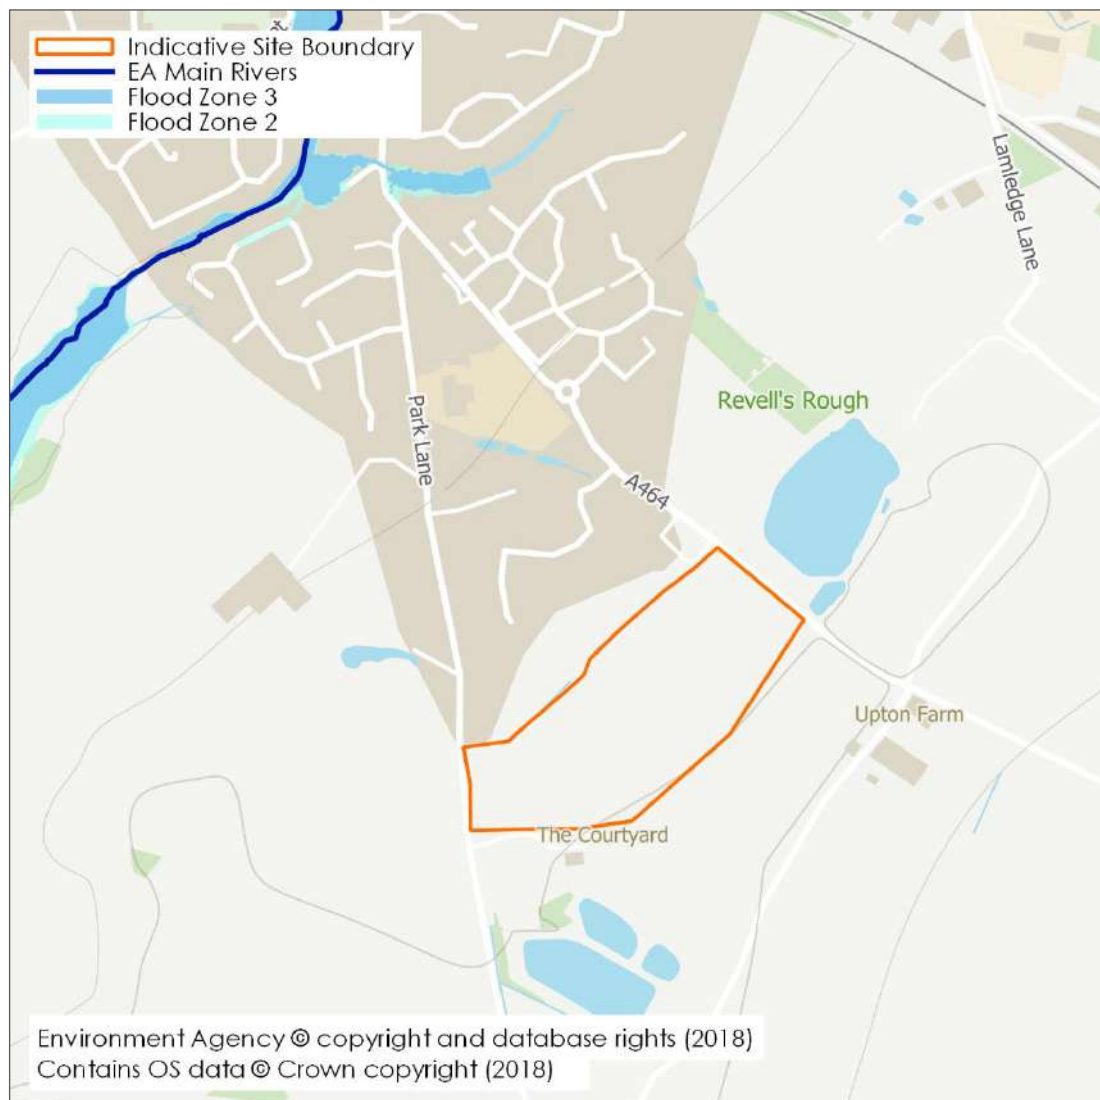 Indicative Site Boundary
EA Main Rivers
Flood Zone 3
Flood Zone 2
Lamledge Lane
Park Lane
Revell's Rough
A464
Upton Farm
The Courtyard
Environment Agency © copyright and database rights (2018)
Contains OS data © Crown copyright (2018)